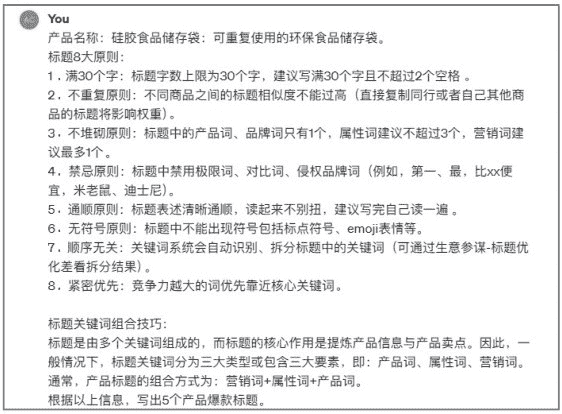 AC
You
产品名称：硅胶食品储存袋：可重复使用的环保食品储存袋。
标题8大原则：
1．满30个字：标题字数上限为30个字，建议写满30个字且不超过2个空格 。
2．不重复原则：不同商品之间的标题相似度不能过高（直接复制同行或者自己其他商
品的标题将影响权重）。
3．不堆砌原则：标题中的产品词、品牌词只有1个，属性词建议不超过3个，营销词建
议最多1个。
4．禁忌原则：标题中禁用极限词、对比词、侵权品牌词（例如，第一、最，比xx便
宜，米老鼠、迪士尼）。
5．通顺原则：标题表述清晰通顺，读起来不别扭，建议写完自己读一遍 。
6．无符号原则：标题中不能出现符号包括标点符号、emoji表情等。
7．顺序无关：关键词系统会自动识别、拆分标题中的关键词（可通过生意参谋-标题优
化差看拆分结果）。
8．紧密优先：竞争力越大的词优先靠近核心关键词。
标题关键词组合技巧：
标题是由多个关键词组成的，而标题的核心作用是提炼产品信息与产品卖点。因此，一
般情况下，标题关键词分为三大类型或包含三大要素，即：产品词、属性词、营销词。
通常，产品标题的组合方式为：营销词+属性词+产品词。
根据以上信息，写出5个产品爆款标题。